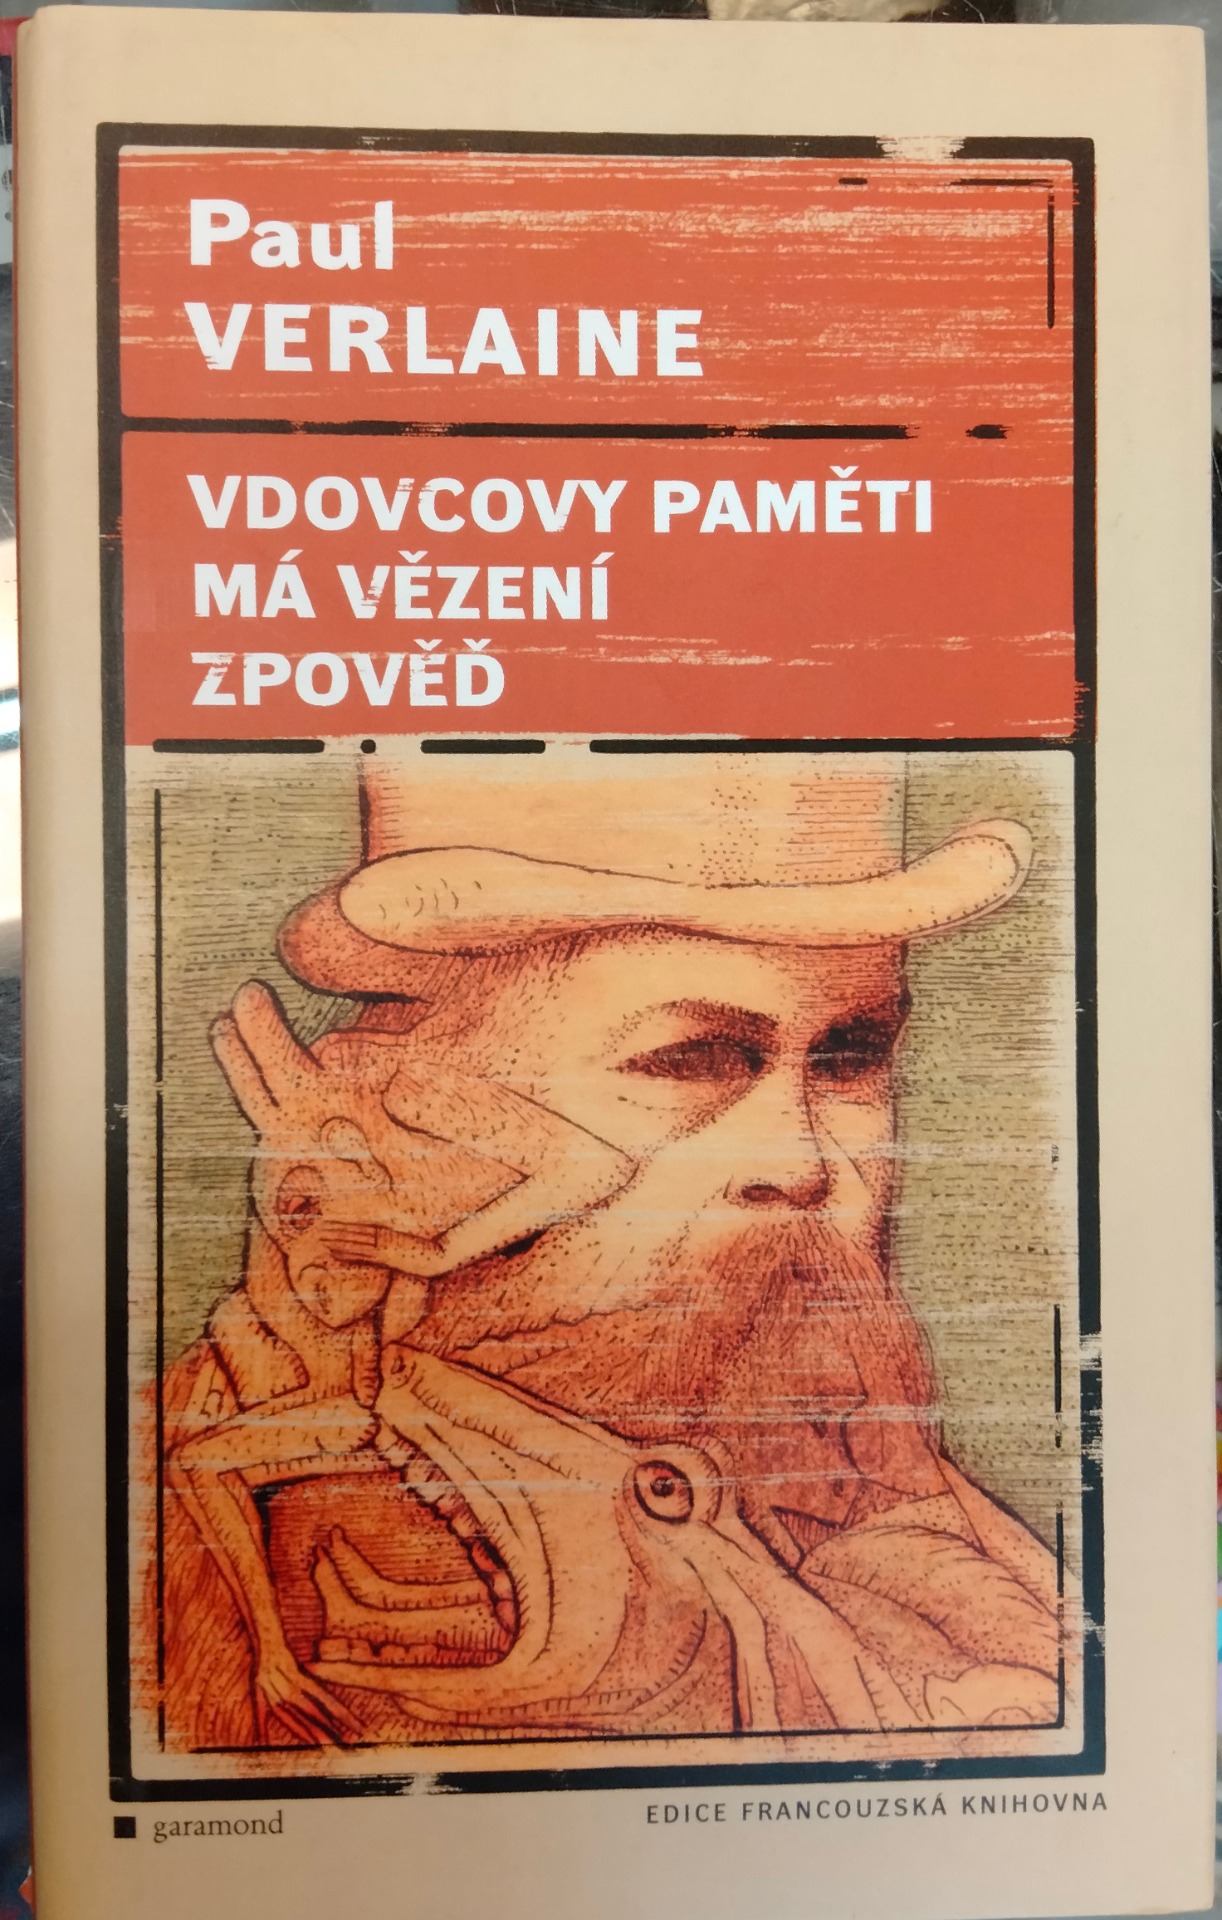 Paul
VERLAINE
VDOVCOVY PAMĚTI
MÁ VĚZENÍ
ZPOVĚĎ
garamond
EDICE FRANCOUZSKÁ KNIHOVNA